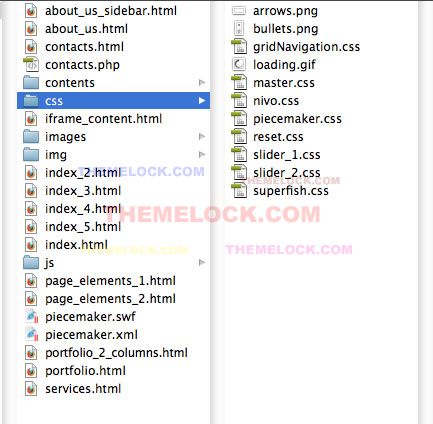 about_us_sidebar.html
about_us.html
contacts.html
contacts.php
contents
css
iframe_content.html
images
img
index_2.html
index_3.html
index_4.html
index_5.html
index.html
js
page_elements_1.html
page_elements_2.html
piecemaker.swf
piecemaker.xml
portfolio_2_columns.html
portfolio.html
services.html
arrows.png
bullets.png
gridNavigation.css
loading.gif
master.css
nivo.css
piecemaker.css
reset.css
slider_1.css
slider_2.css
superfish.css
THEMELOCK.COM
THEMELOCK.COM
THEMELOCK.COM
THEMELOCK.COM
THEMELOCK.COM